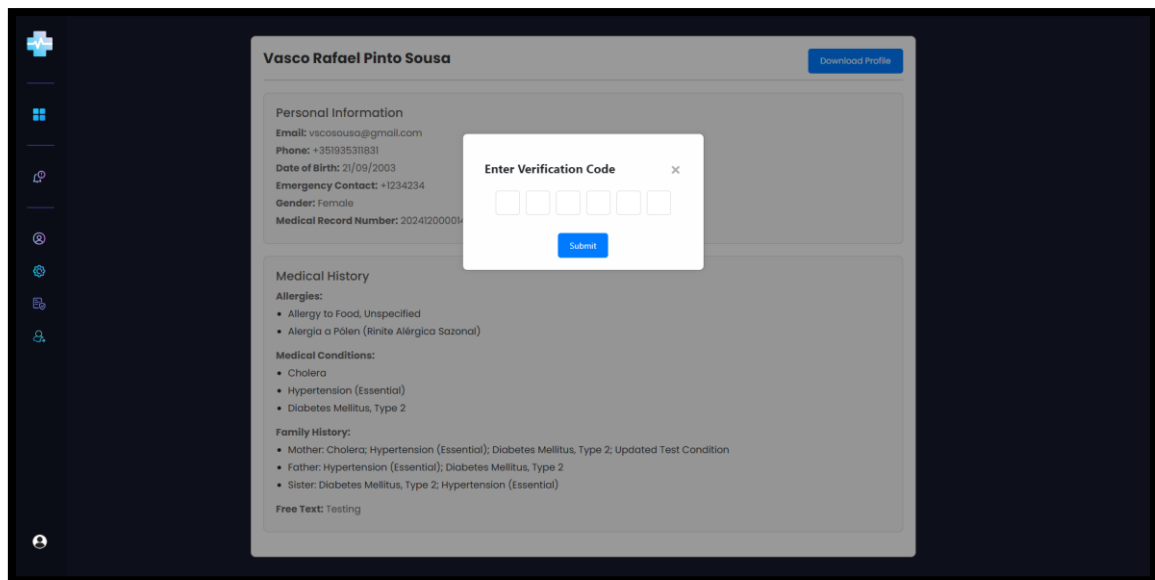 Vasco Rafael Pinto Sousa
Download Profile
Personal Information
Email: vscosousa@gmail.com
Phone: +351935311831
Date of Birth: 21/09/2003
Emergency Contact: +1234234
Gender: Female
Medical Record Number:
Enter Verification Code
Submit
Medical History
Allergies:
• Allergy to Food, Unspecified
• Alergia a Pólen (Rinite Alérgica Sazonal)
Medical Conditions:
• Cholera
• Hypertension (Essential)
• Diabetes Mellitus, Type 2
Family History:
• Mother: Cholera; Hypertension (Essential); Diabetes Mellitus, Type 2; Updated Test Condition
• Father: Hypertension (Essential); Diabetes Mellitus, Type 2
• Sister: Diabetes Mellitus, Type 2; Hypertension (Essential)
Free Text: Testing